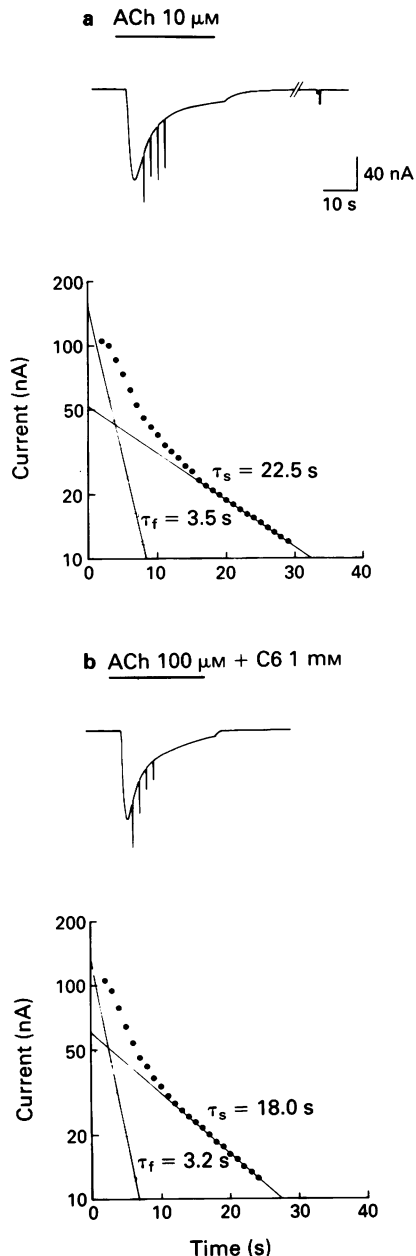 a ACh 10 μM
40 nA
10 s
200
100
50
20
10
Current (nA)
τs = 22.5 s
τf = 3.5 s
0 10 20 30 40
b ACh 100 μM + C6 1 mM
200
100
50
20
10
Current (nA)
τs = 18.0 s
τf = 3.2 s
0 10 20 30 40
Time (s)